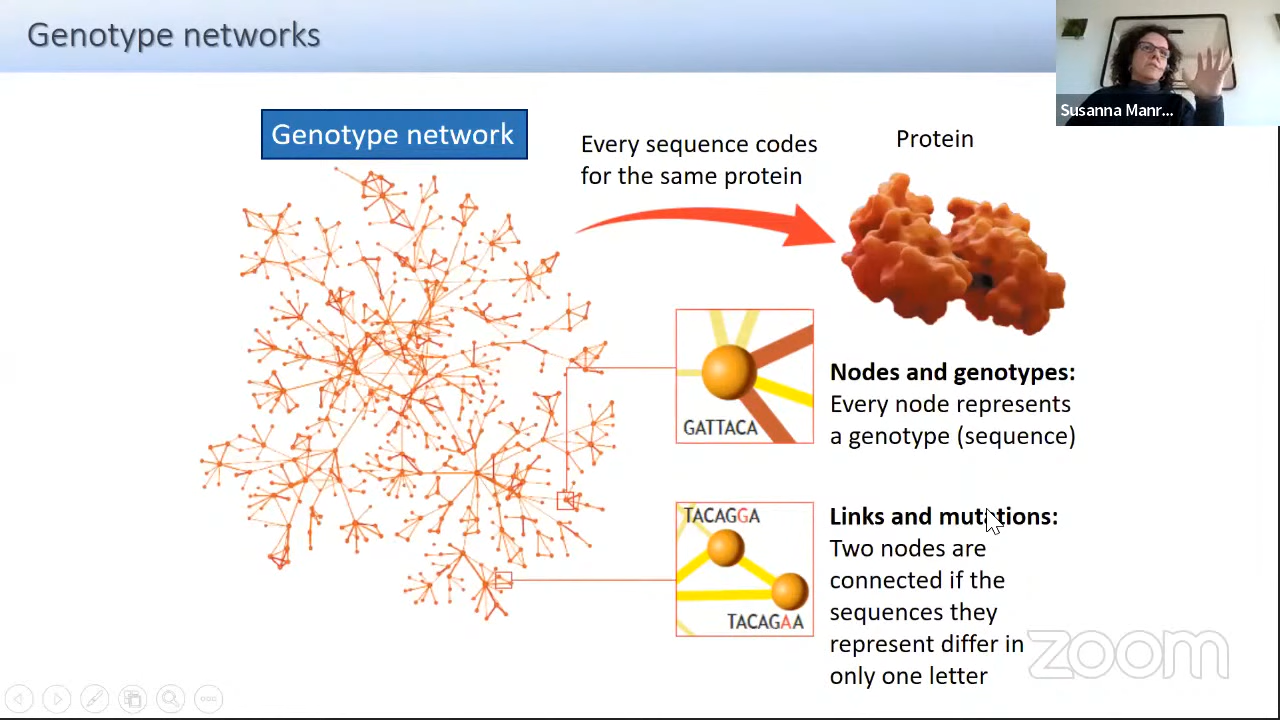 Genotype networks
Susanna Manr...
Genotype network
Every sequence codes
for the same protein
Protein
GATTACA
Nodes and genotypes:
Every node represents
a genotype (sequence)
TACAGGA
TACAGAA
Links and mutations:
Two nodes are
connected if the
sequences they
represent differ in
only one letter
zoom